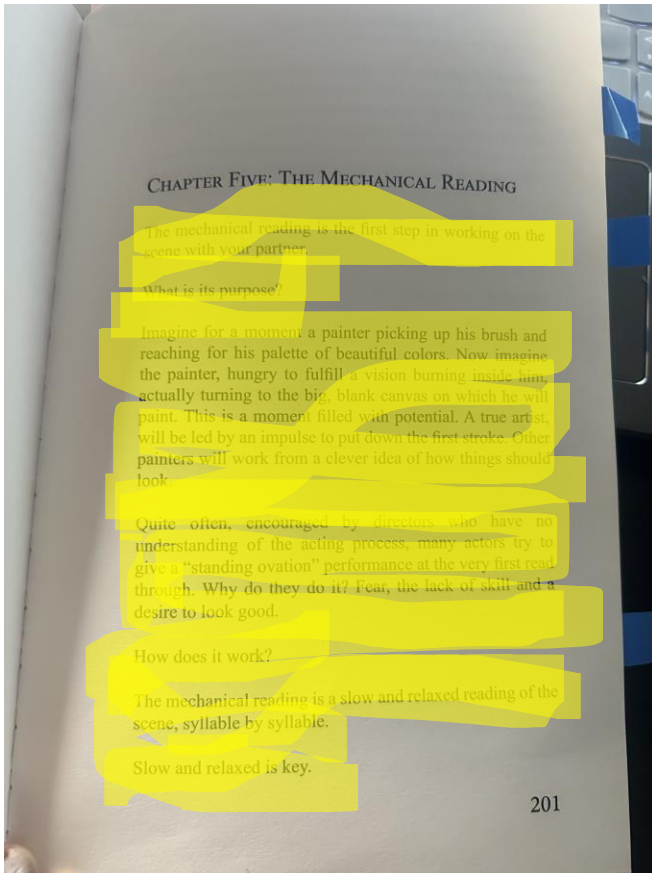 CHAPTER FIVE: THE MECHANICAL READING
The mechanical reading is the first step in working on the
scene with your partner.
What is its purpose?
Imagine for a moment a painter picking up his brush and
reaching for his palette of beautiful colors. Now imagine
the painter, hungry to fulfill a vision burning inside him,
actually turning to the big, blank canvas on which he will
paint. This is a moment filled with potential. A true artist,
will be led by an impulse to put down the first stroke. Other
painters will work from a clever idea of how things should
look.
Quite often, encouraged by directors who have no
understanding of the acting process, many actors try to
give a “standing ovation” performance at the very first read
through. Why do they do it? Fear, the lack of skill and a
desire to look good.
How does it work?
The mechanical reading is a slow and relaxed reading of the
scene, syllable by syllable.
Slow and relaxed is key.
201